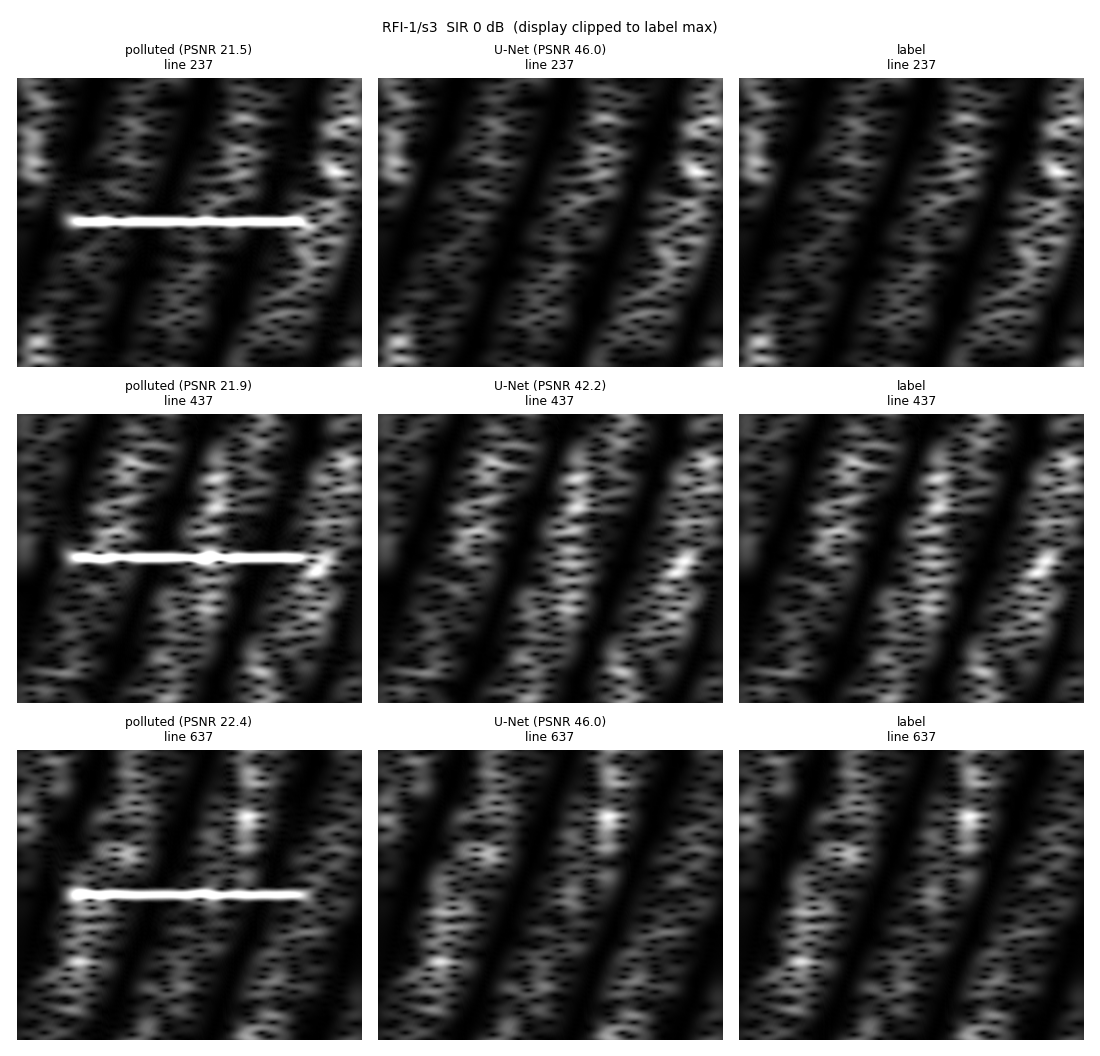 RFI-1/s3  SIR 0 dB  (display clipped to label max)
polluted (PSNR 21.5)
line 237
U-Net (PSNR 46.0)
line 237
label
line 237
polluted (PSNR 21.9)
line 437
U-Net (PSNR 42.2)
line 437
label
line 437
polluted (PSNR 22.4)
line 637
U-Net (PSNR 46.0)
line 637
label
line 637